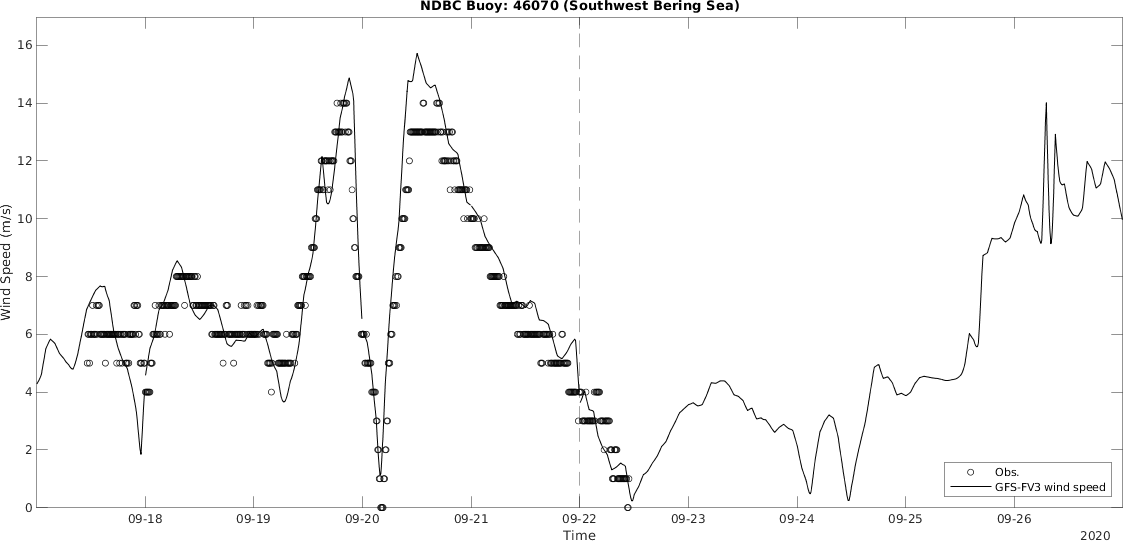 NDBC Buoy: 46070 (Southwest Bering Sea)
Wind Speed (m/s)
16
14
12
10
8
6
4
2
0
Obs.
GFS-FV3 wind speed
09-18 09-19 09-20 09-21 09-22 09-23 09-24 09-25 09-26
Time
2020